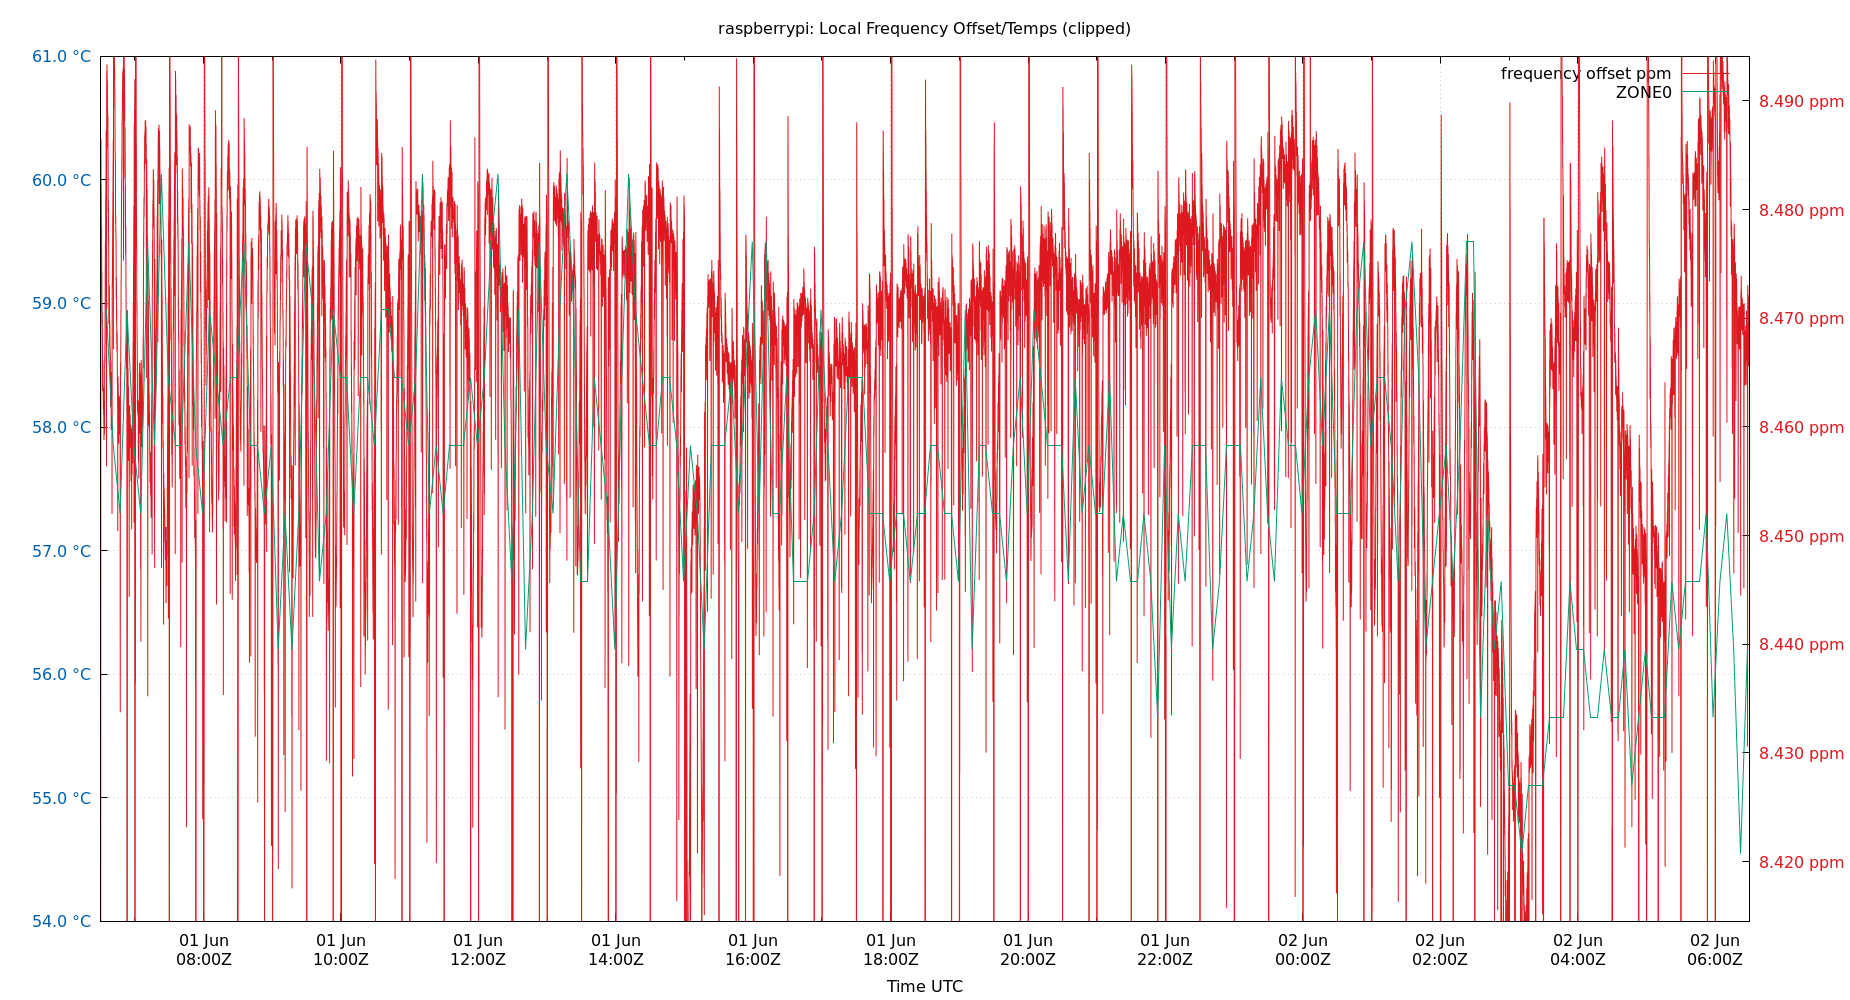 raspberrypi: Local Frequency Offset/Temps (clipped)
61.0 °C
60.0 °C
59.0 °C
58.0 °C
57.0 °C
56.0 °C
55.0 °C
54.0 °C
frequency offset ppm
ZONE0
8.490 ppm
8.480 ppm
8.470 ppm
8.460 ppm
8.450 ppm
8.440 ppm
8.430 ppm
8.420 ppm
01 Jun 01 Jun 01 Jun 01 Jun 01 Jun 01 Jun 01 Jun 01 Jun 02 Jun 02 Jun 02 Jun 02 Jun
08:00Z 10:00Z 12:00Z 14:00Z 16:00Z 18:00Z 20:00Z 22:00Z 00:00Z 02:00Z 04:00Z 06:00Z
Time UTC